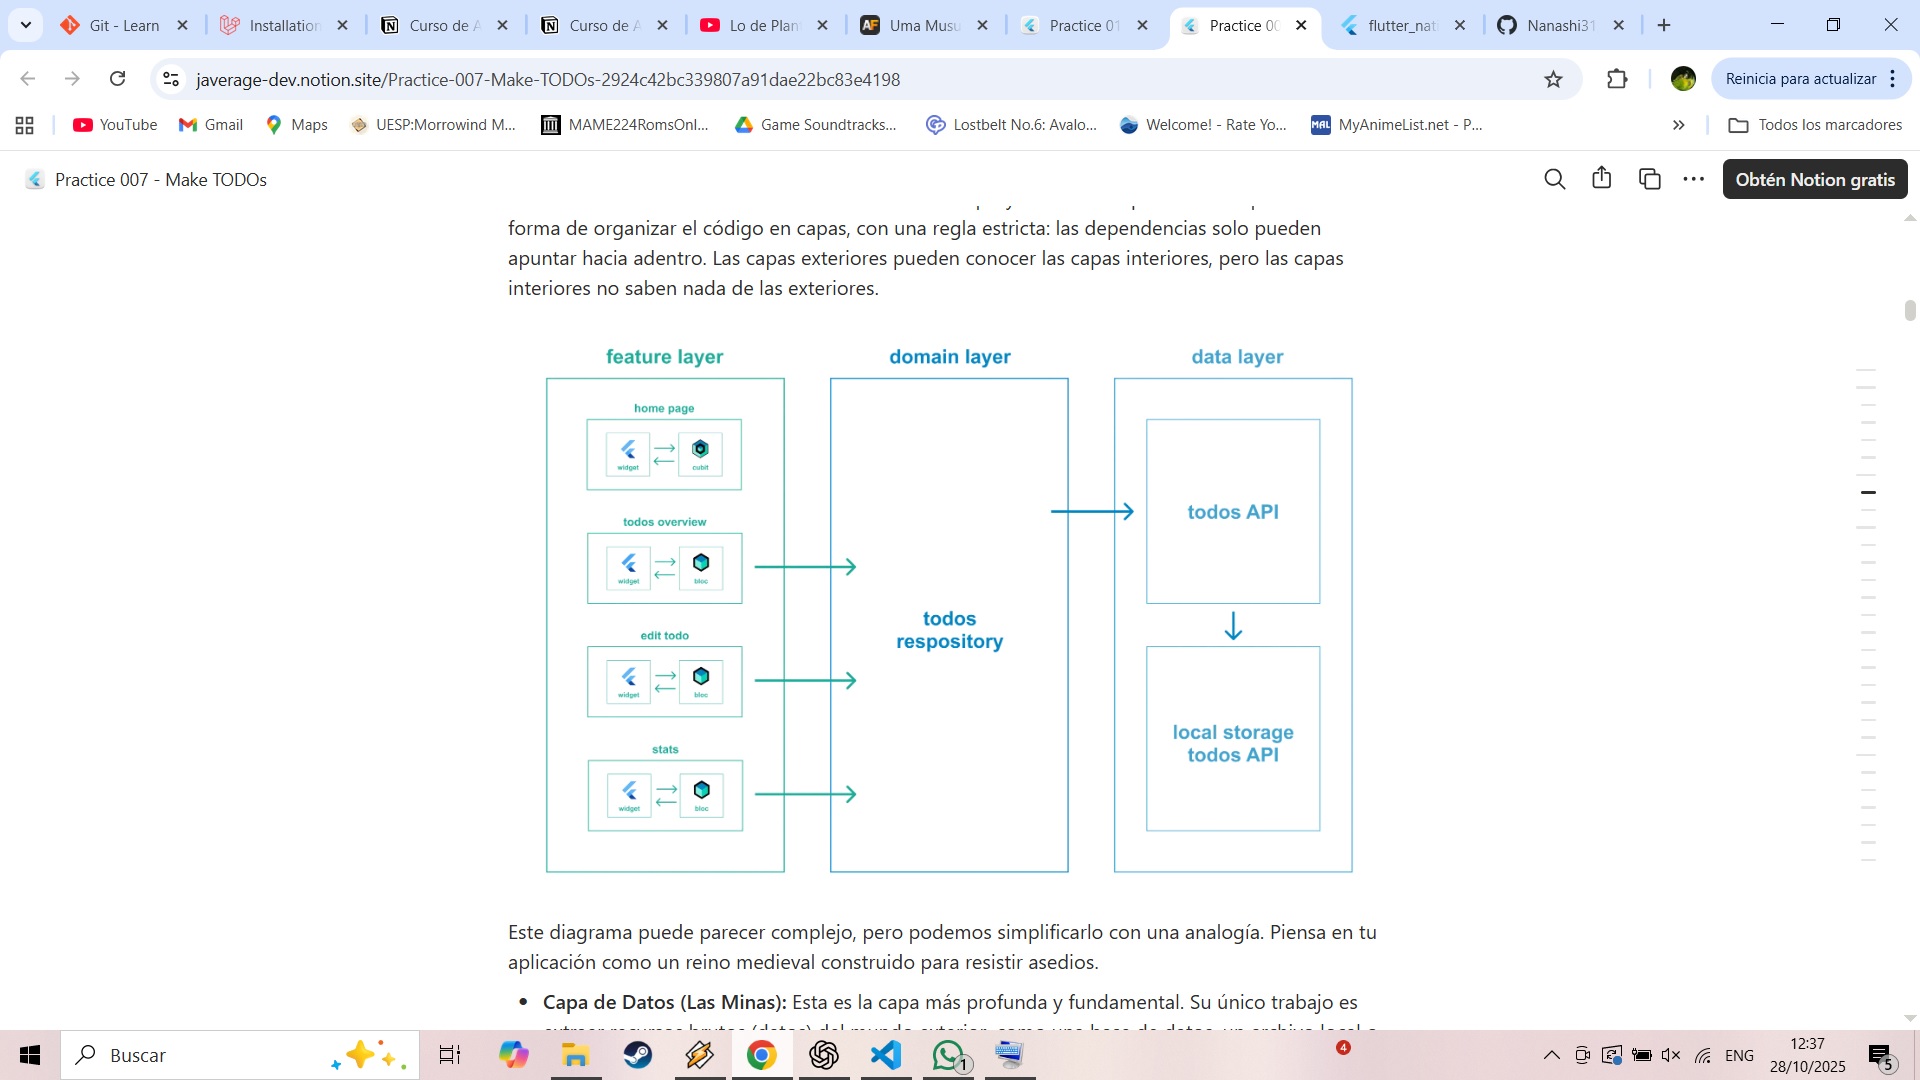 Git - Learn
Installation
Curso de A
Curso de A
Lo de Plan
Uma Musu
Practice 01
Practice 00
flutter_nat
Nanashi31
javerage-dev.notion.site/Practice-007-Make-TODOs-2924c42bc339807a91dae22bc83e4198
Reinicia para actualizar
YouTube
Gmail
Maps
UESP:Morrowind M...
MAME224RomsOnl...
Game Soundtracks...
Lostbelt No.6: Avalo...
Welcome! - Rate Yo...
MAL
MyAnimeList.net - P...
Todos los marcadores
Practice 007 - Make TODOs
Obtén Notion gratis
forma de organizar el código en capas, con una regla estricta: las dependencias solo pueden
apuntar hacia adentro. Las capas exteriores pueden conocer las capas interiores, pero las capas
interiores no saben nada de las exteriores.
feature layer
domain layer
data layer
home page
widget
cubit
todos overview
widget
bloc
edit todo
widget
bloc
stats
widget
bloc
todos
respository
todos API
local storage
todos API
Este diagrama puede parecer complejo, pero podemos simplificarlo con una analogía. Piensa en tu
aplicación como un reino medieval construido para resistir asedios.
Capa de Datos (Las Minas): Esta es la capa más profunda y fundamental. Su único trabajo es
Buscar
1
4
ENG
12:37
28/10/2025
5